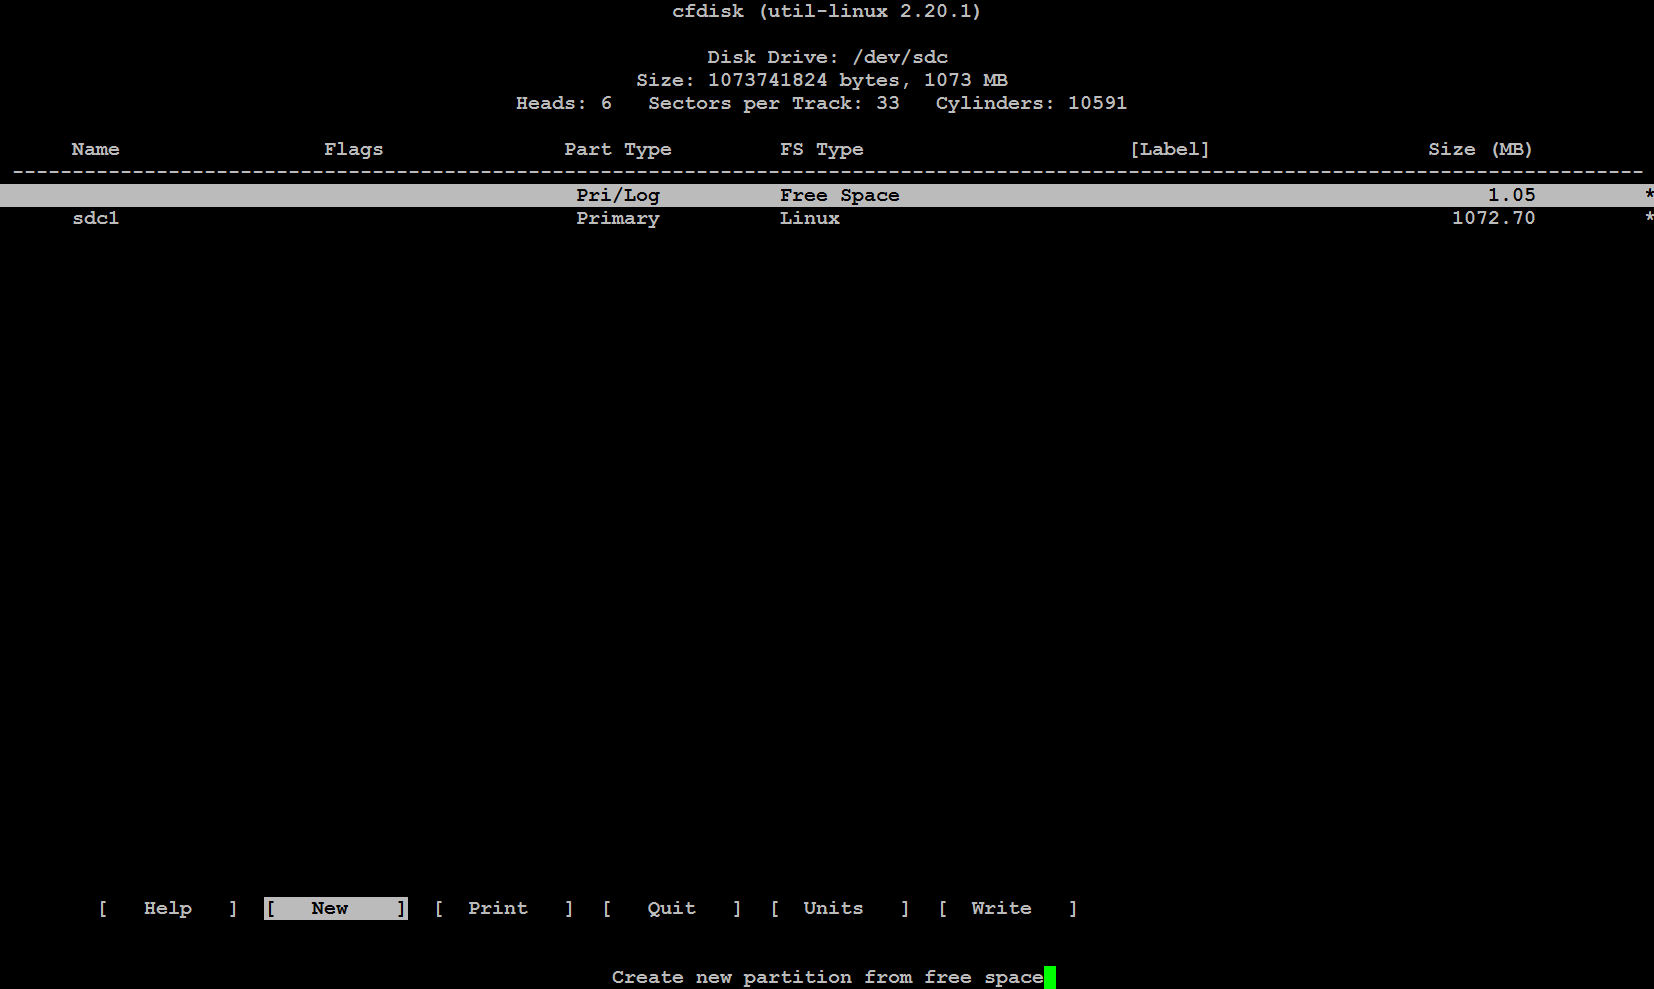 cfdisk (util-linux 2.20.1)
Disk Drive: /dev/sdc
Size: 1073741824 bytes, 1073 MB
Heads: 6   Sectors per Track: 33   Cylinders: 10591
Name   Flags   Part Type   FS Type   [Label]   Size (MB)
Pri/Log   Free Space   1.05   *
sdc1   Primary   Linux   1072.70   *
[   Help   ]  [   New    ]  [  Print   ]  [   Quit   ]  [  Units   ]  [  Write   ]
Create new partition from free space